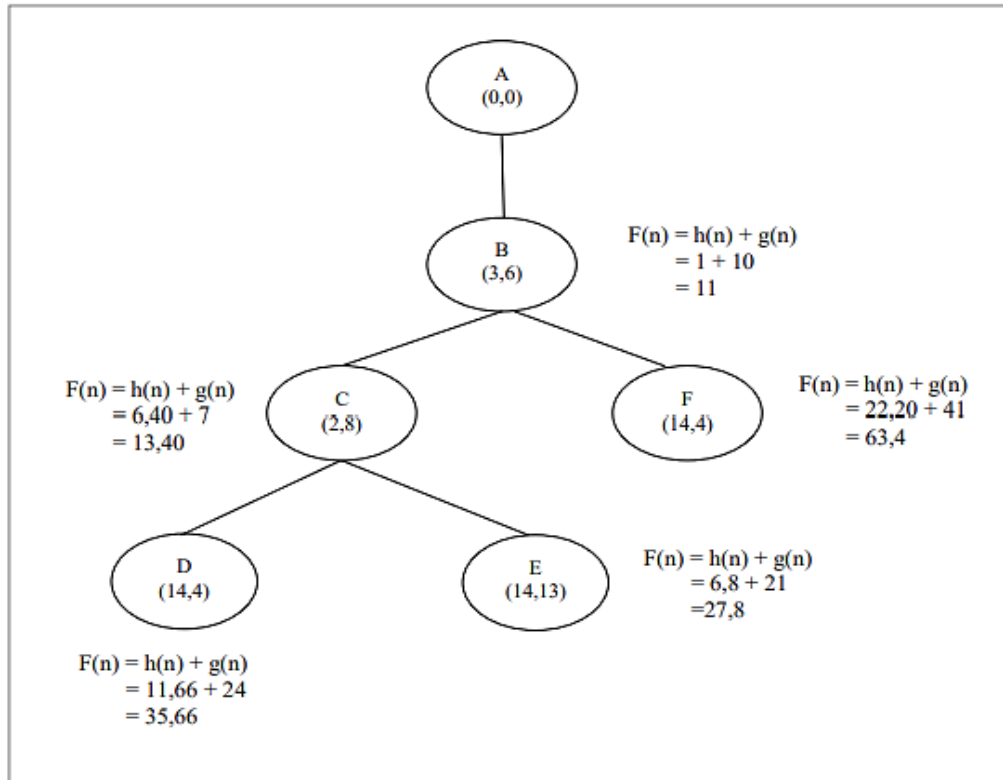 A
(0,0)
B
(3,6)
F(n) = h(n) + g(n)
= 1 + 10
= 11
F(n) = h(n) + g(n)
= 6,40 + 7
= 13,40
C
(2,8)
F
(14,4)
F(n) = h(n) + g(n)
= 22,20 + 41
= 63,4
D
(14,4)
E
(14,13)
F(n) = h(n) + g(n)
= 6,8 + 21
=27,8
F(n) = h(n) + g(n)
= 11,66 + 24
= 35,66